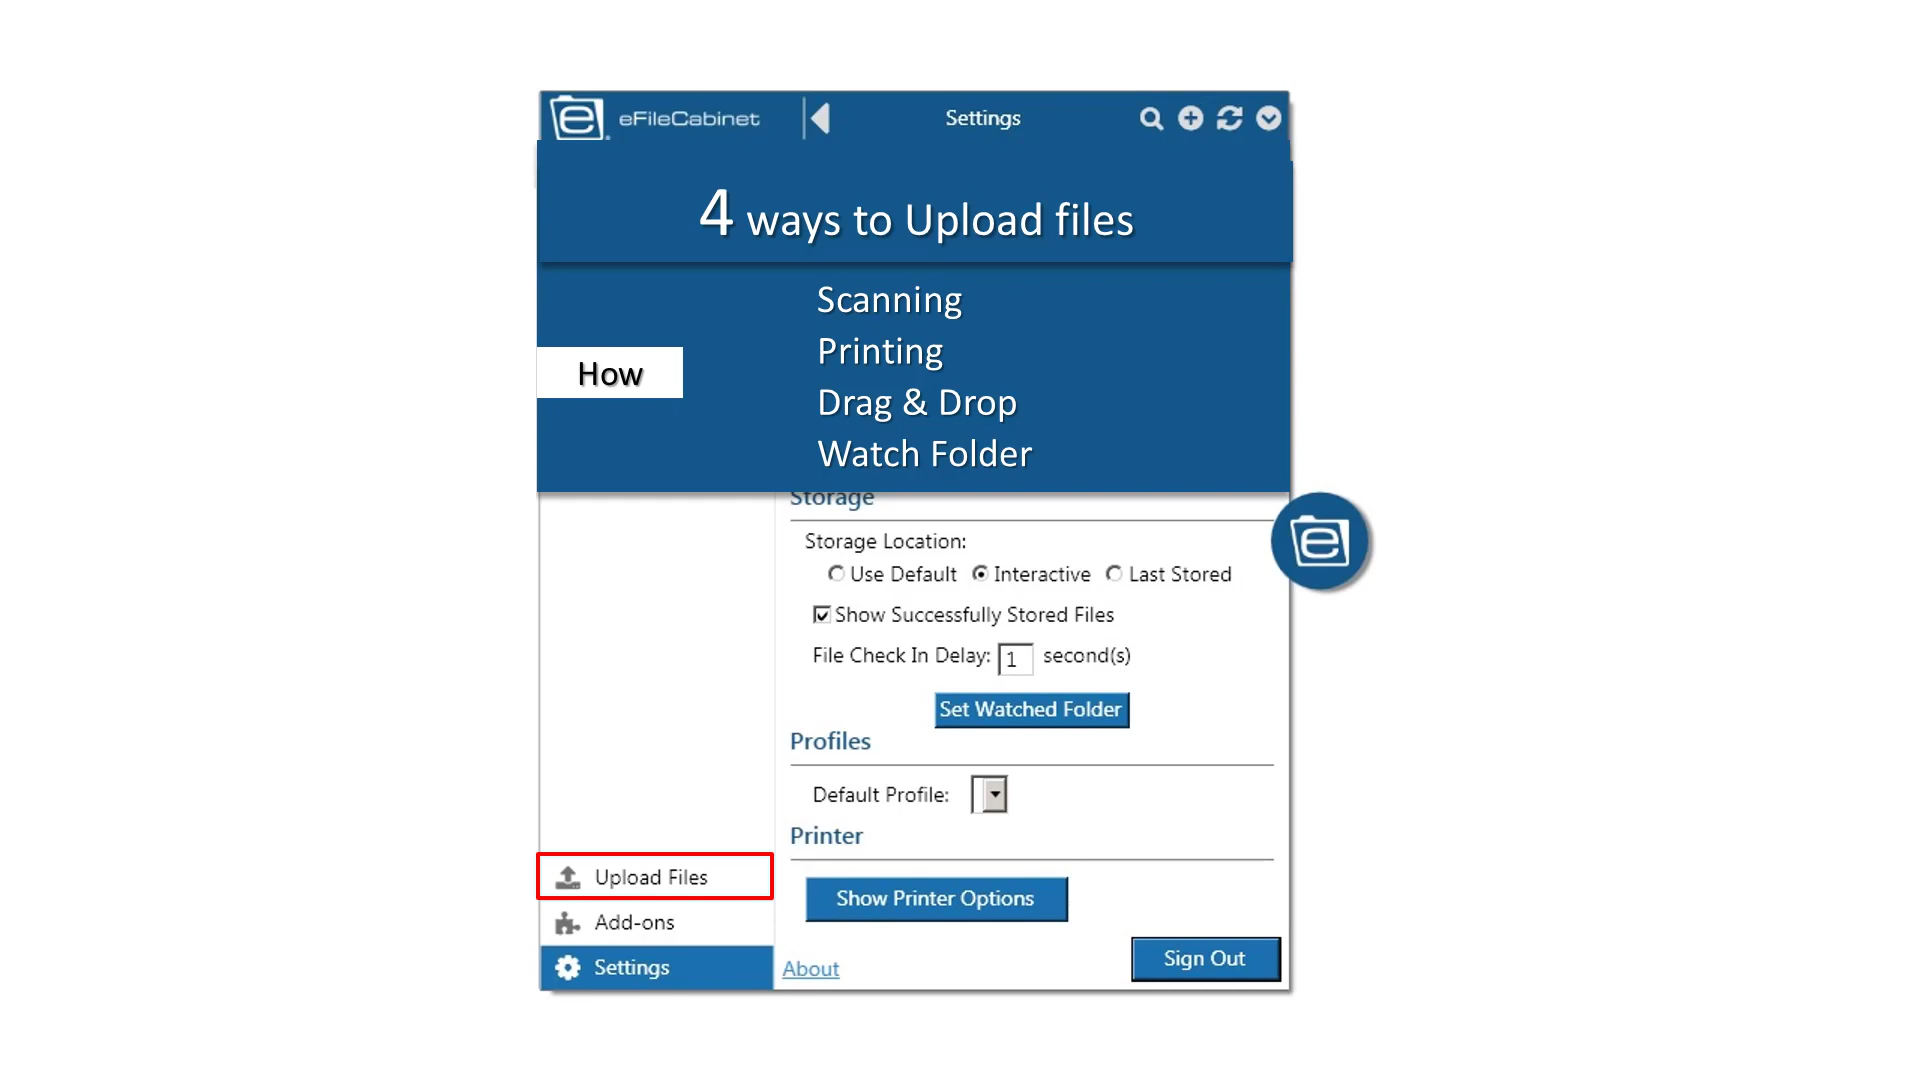 eFileCabinet
Settings
4 ways to Upload files
Scanning
Printing
How
Drag & Drop
Watch Folder
Storage
Storage Location:
Use Default Interactive Last Stored
Show Successfully Stored Files
File Check In Delay: 1 second(s)
Set Watched Folder
Profiles
Default Profile:
Printer
Upload Files
Show Printer Options
Add-ons
Settings
About
Sign Out